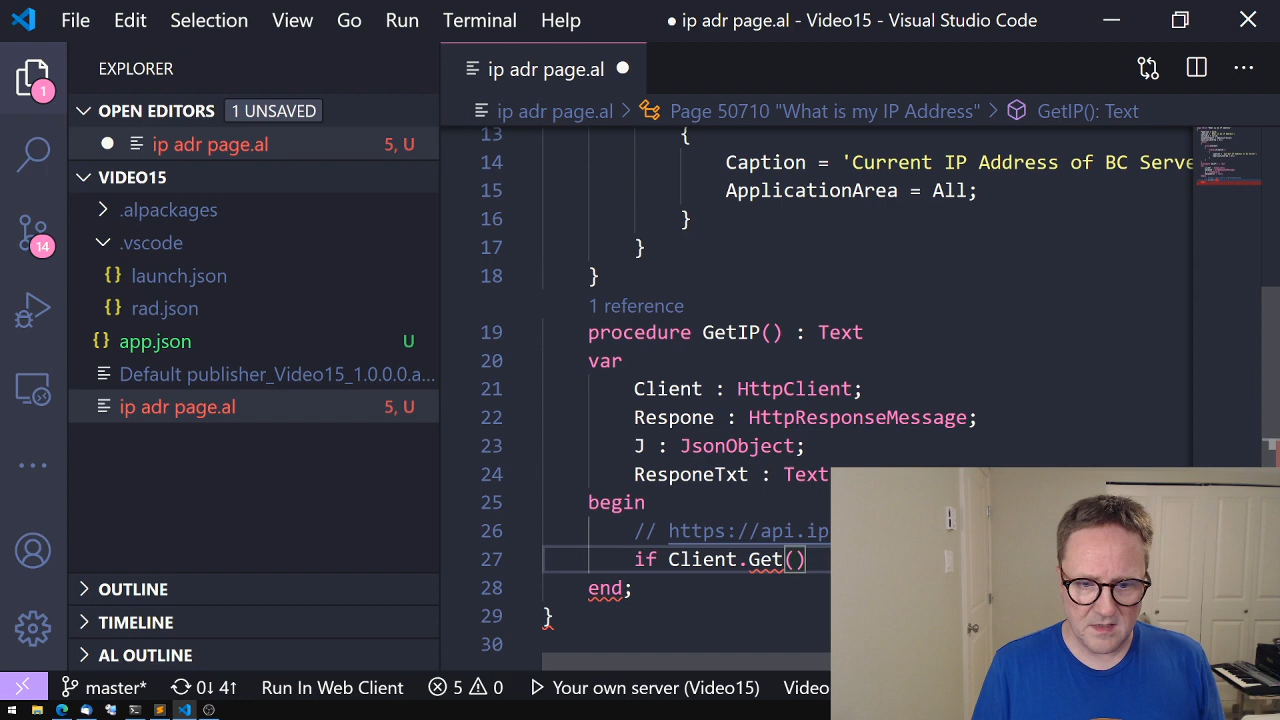 File Edit Selection View Go Run Terminal Help
● ip adr page.al - Video15 - Visual Studio Code
EXPLORER
1
OPEN EDITORS 1 UNSAVED
ip adr page.al 5, U
VIDEO15
.alpackages
.vscode
14
{} launch.json
{} rad.json
{} app.json U
Default publisher_Video15_1.0.0.0.a...
ip adr page.al 5, U
OUTLINE
TIMELINE
AL OUTLINE
ip adr page.al
ip adr page.al > Page 50710 "What is my IP Address" > GetIP(): Text
13 {
14 Caption = 'Current IP Address of BC Serve
15 ApplicationArea = All;
16 }
17 }
18 }
1 reference
19 procedure GetIP() : Text
20 var
21 Client : HttpClient;
22 Respone : HttpResponseMessage;
23 J : JsonObject;
24 ResponeTxt : Text
25 begin
26 // https://api.ip
27 if Client.Get()
28 end;
29 }
30
master* 0↓ 4↑ Run In Web Client 5 0 Your own server (Video15) Video